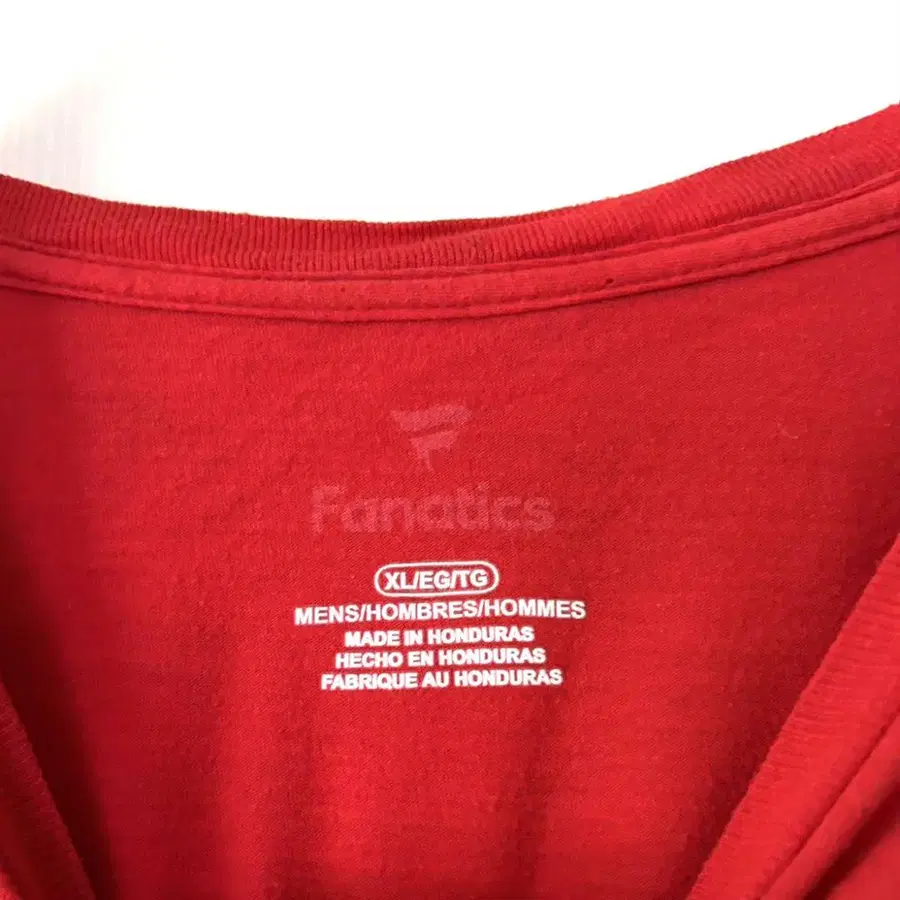 Fanatics
XL/EG/TG
MENS/HOMBRES/HOMMES
MADE IN HONDURAS
HECHO EN HONDURAS
FABRIQUE AU HONDURAS